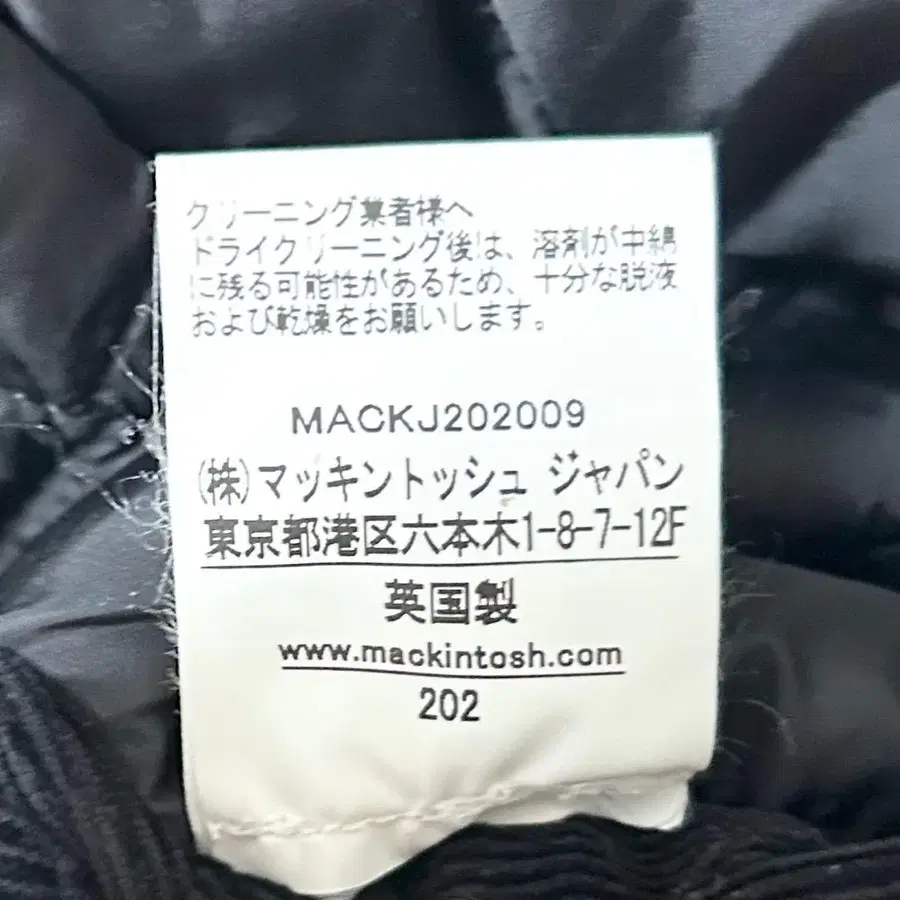 クリーニング業者様へ
ドライクリーニング後は、溶剤が中綿
に残る可能性があるため、十分な脱液
および乾燥をお願いします。
MACKJ202009
(株)マッキントッシュ ジャパン
東京都港区六本木1-8-7-12F
英国製
www.mackintosh.com
202